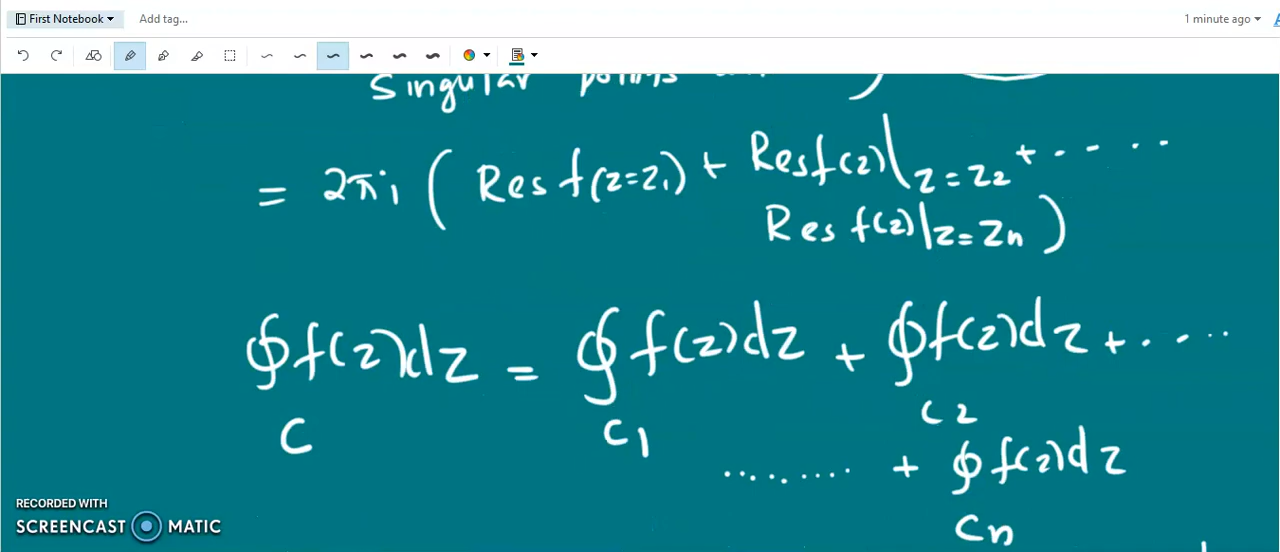 First Notebook Add tag... 1 minute ago
Singular points
= 2πi ( Res f(z=z1) + Resf(z)|z=z2 + .....
Res f(z)|z=zn )
∮f(z)dz = ∮f(z)dz + ∮f(z)dz + .....
C C1 C2
......... + ∮f(z)dz
Cn
RECORDED WITH
SCREENCAST MATIC